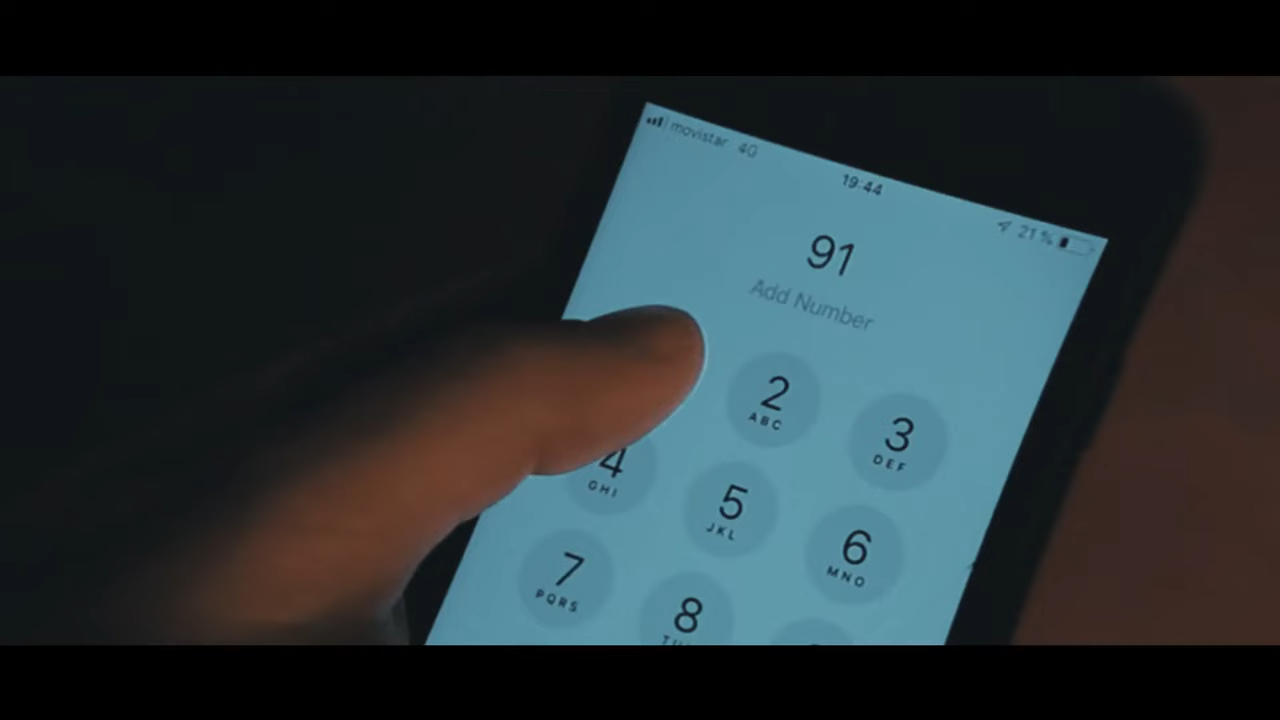 movistar 4G
19:44
21 %
91
Add Number
2
ABC
3
DEF
4
GHI
5
JKL
6
MNO
7
PQRS
8